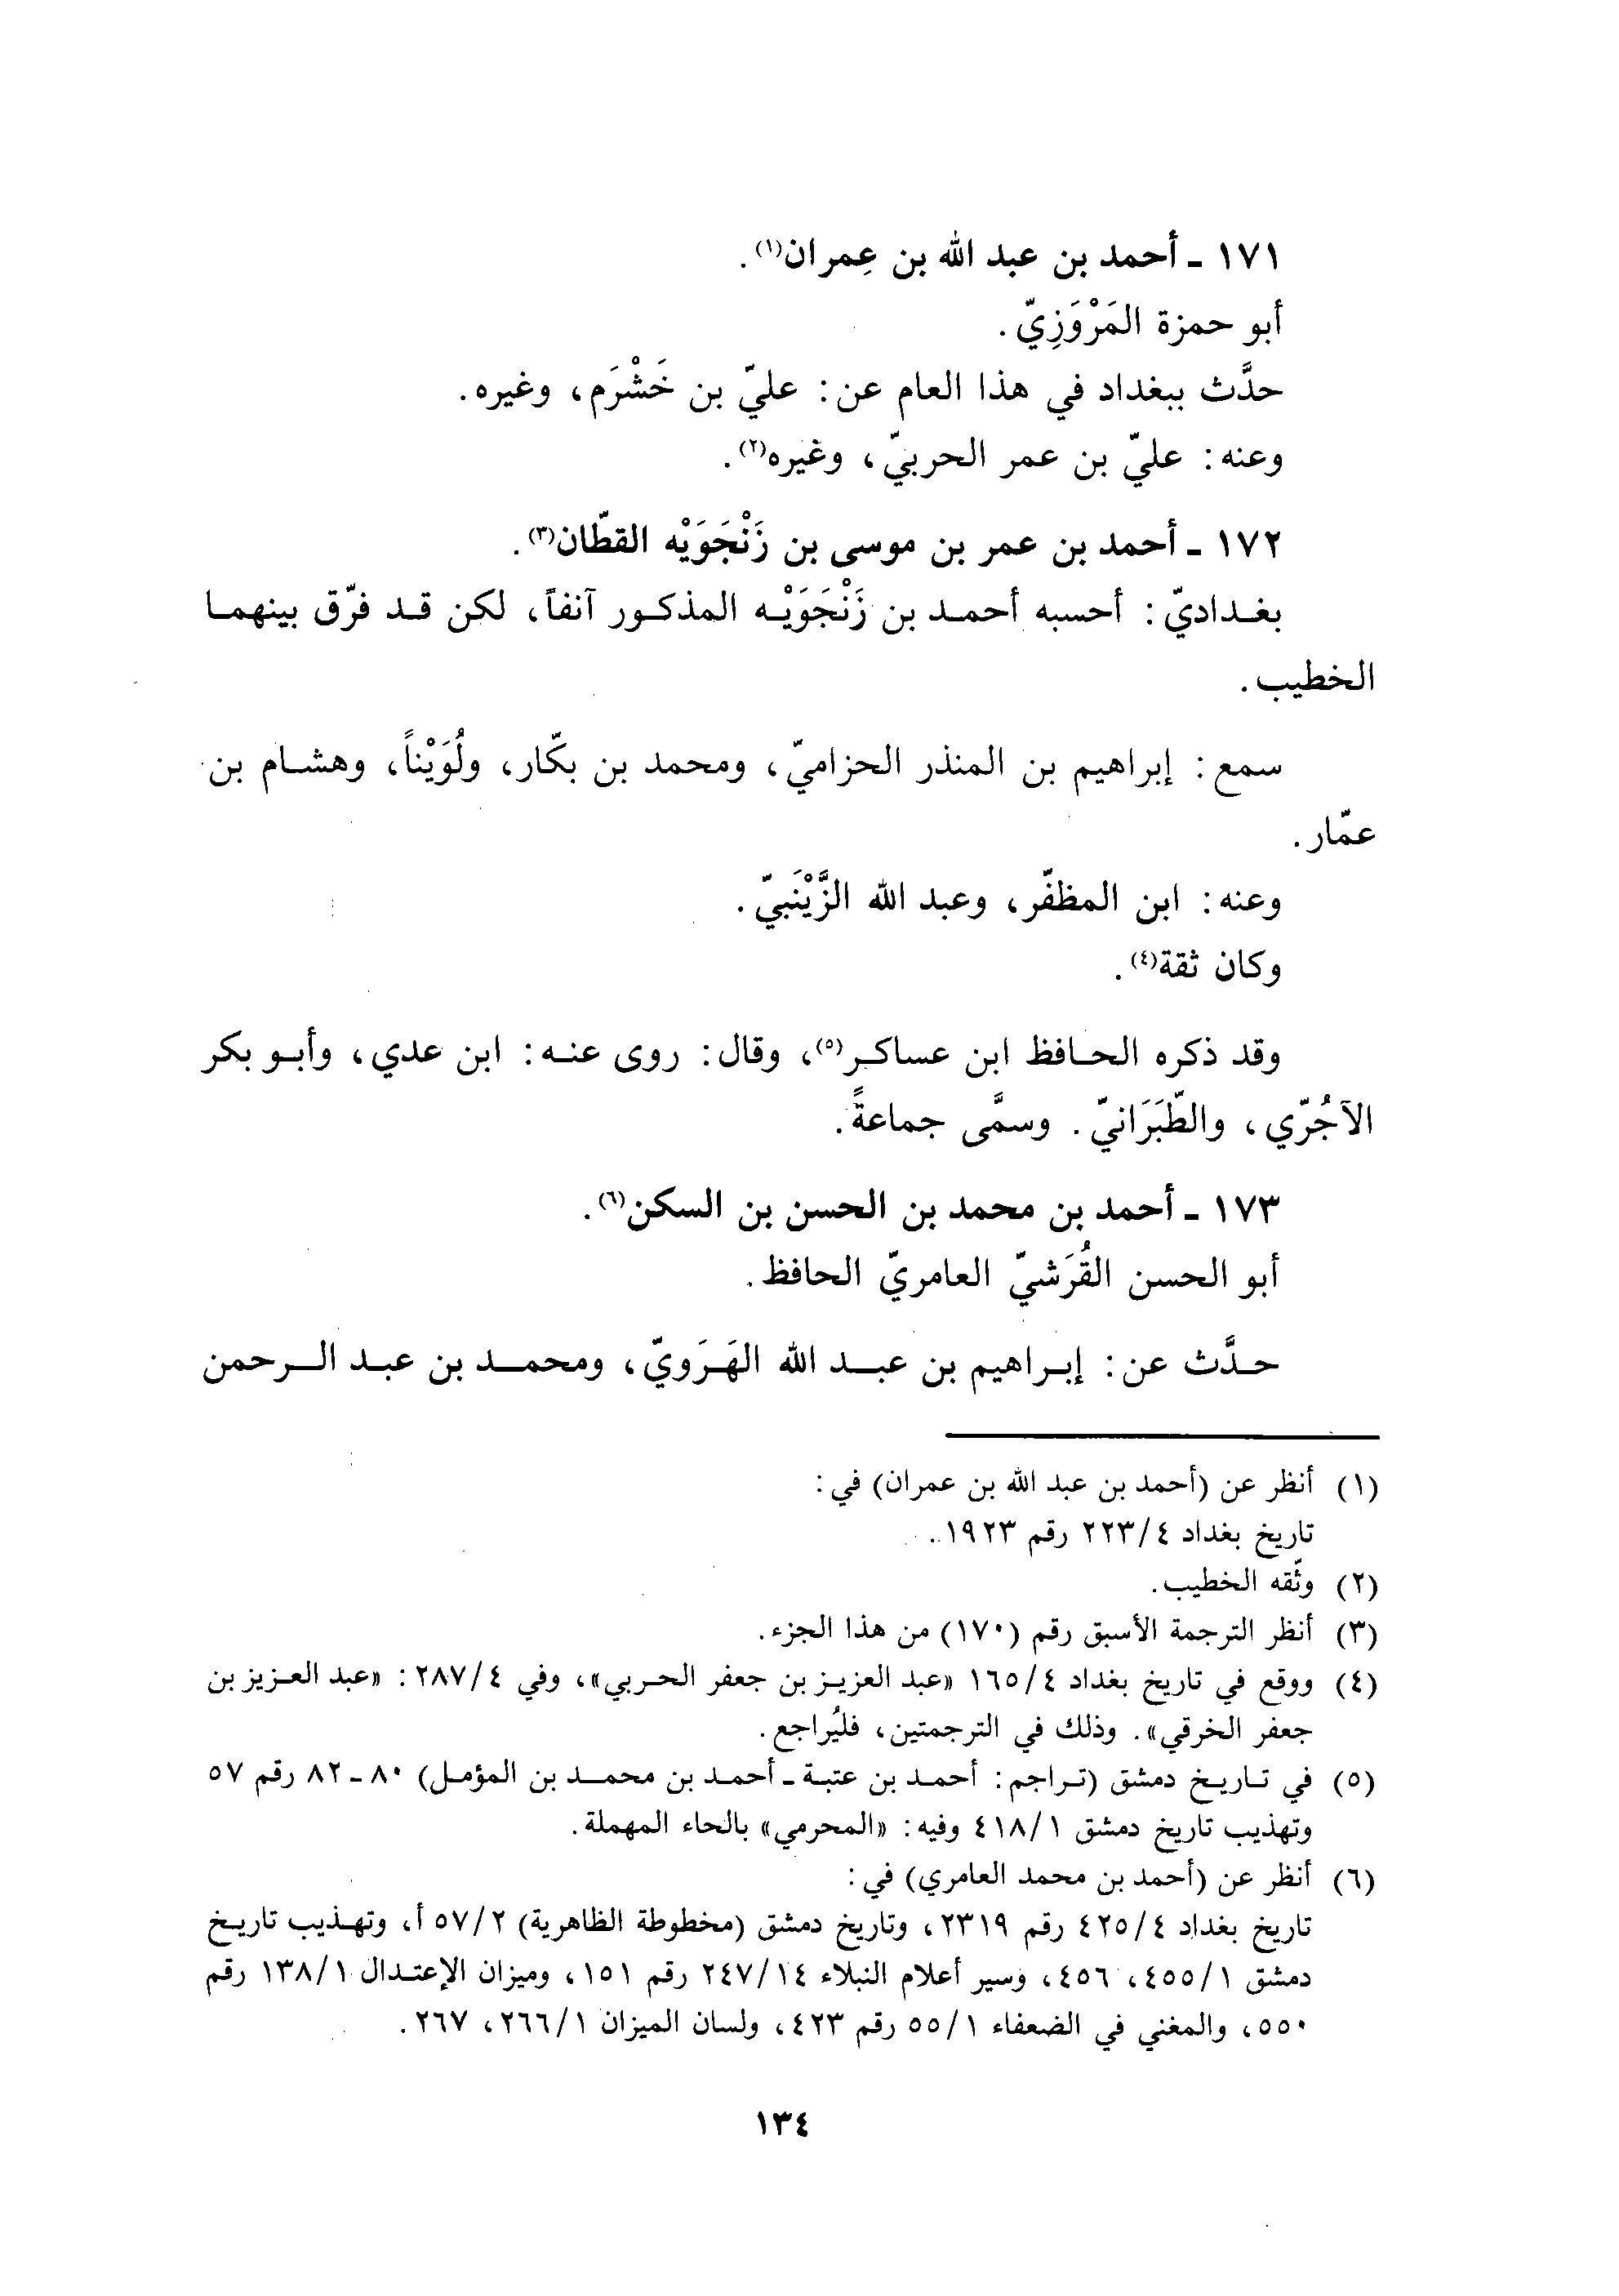 ١٧١ ـ أحمد بن عبد الله بن عِمران(١).
أبو حمزة المَرْوَزِيّ.
حدَّث ببغداد في هذا العام عن: عليّ بن خَشْرَم، وغيره.
وعنه: عليّ بن عمر الحربيّ، وغيره(٢).
١٧٢ ـ أحمد بن عمر بن موسى بن زَنْجَوَيْه القطّان(٣).
بغداديّ: أحسبه أحمد بن زَنْجَوَيْه المذكور آنفاً، لكن قد فرّق بينهما
الخطيب.
سمع: إبراهيم بن المنذر الحزاميّ، ومحمد بن بكّار، ولُوَيْناً، وهشام بن
عمّار.
وعنه: ابن المظفّر، وعبد الله الزَّيْنَبيّ.
وكان ثقة(٤).
وقد ذكره الحافظ ابن عساكر(٥)، وقال: روى عنه: ابن عدي، وأبو بكر
الآجُرّي، والطَّبَرَانيّ. وسمَّى جماعةً.
١٧٣ ـ أحمد بن محمد بن الحسن بن السكن(٦).
أبو الحسن القُرَشيّ العامريّ الحافظ.
حدَّث عن: إبراهيم بن عبد الله الهَرَويّ، ومحمد بن عبد الرحمن
(١) أنظر عن (أحمد بن عبد الله بن عمران) في:
تاريخ بغداد ٢٢٣/٤ رقم ١٩٢٣.
(٢) وثّقه الخطيب.
(٣) أنظر الترجمة الأسبق رقم (١٧٠) من هذا الجزء.
(٤) ووقع في تاريخ بغداد ١٦٥/٤ «عبد العزيز بن جعفر الحربي»، وفي ٢٨٧/٤: «عبد العزيز بن
جعفر الخرقي». وذلك في الترجمتين، فليُراجع.
(٥) في تاريخ دمشق (تراجم: أحمد بن عتبة ـ أحمد بن محمد بن المؤمل) ٨٠ ـ ٨٢ رقم ٥٧
وتهذيب تاريخ دمشق ٤١٨/١ وفيه: «المحرمي» بالحاء المهملة.
(٦) أنظر عن (أحمد بن محمد العامري) في:
تاريخ بغداد ٤٢٥/٤ رقم ٢٣١٩، وتاريخ دمشق (مخطوطة الظاهرية) ٥٧/٢ أ، وتهذيب تاريخ
دمشق ٤٥٥/١، ٤٥٦، وسير أعلام النبلاء ٢٤٧/١٤ رقم ١٥١، وميزان الإعتدال ١٣٨/١ رقم
٥٥٠، والمغني في الضعفاء ٥٥/١ رقم ٤٢٣، ولسان الميزان ٢٦٦/١، ٢٦٧.
١٣٤